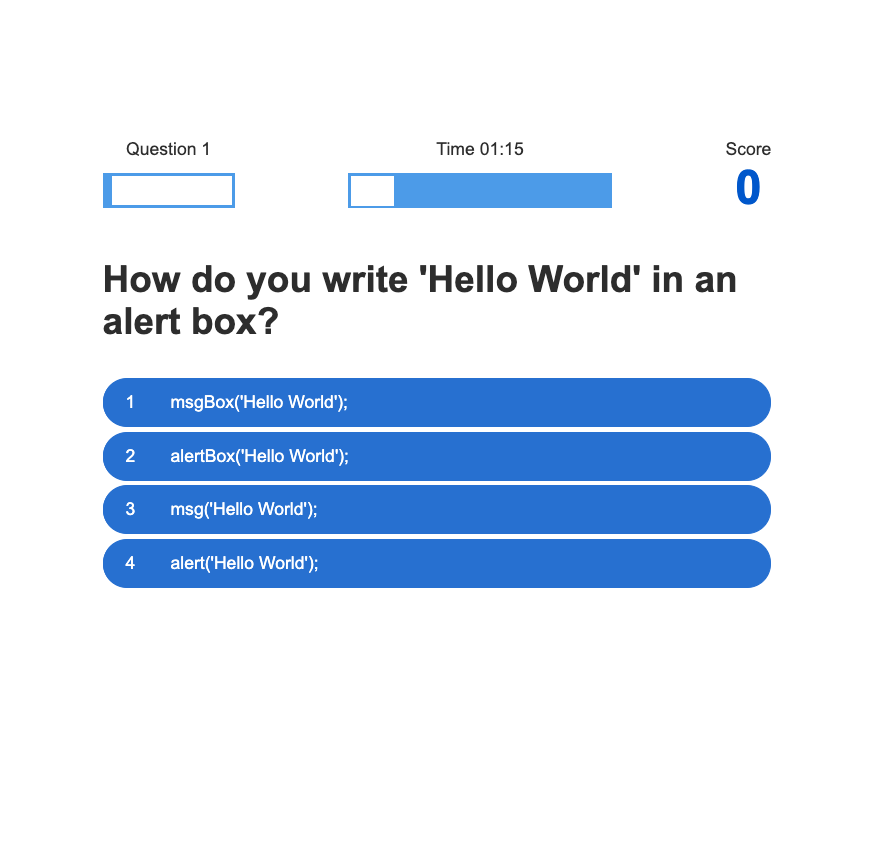 Question 1
Time 01:15
Score
0
How do you write 'Hello World' in an
alert box?
1 msgBox('Hello World');
2 alertBox('Hello World');
3 msg('Hello World');
4 alert('Hello World');